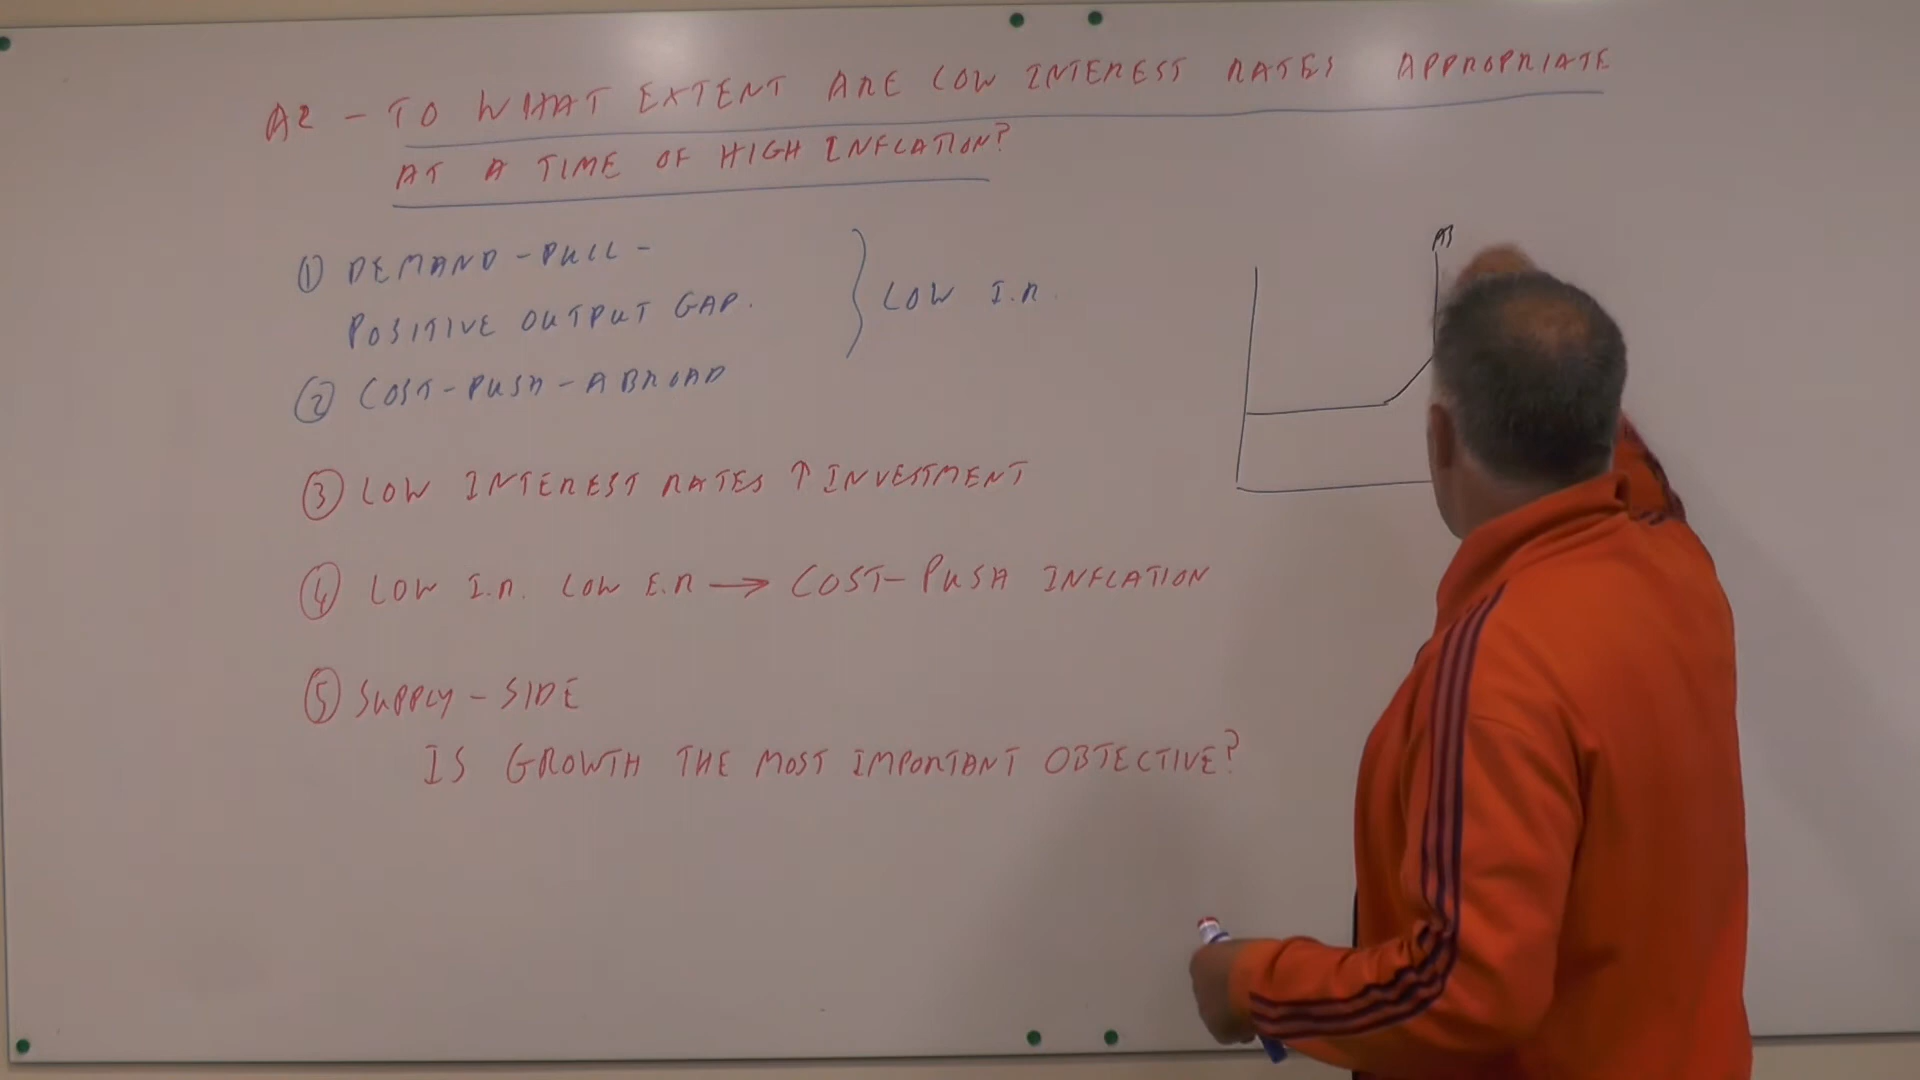 A2 - TO WHAT EXTENT ARE LOW INTEREST RATES APPROPRIATE
AT A TIME OF HIGH INFLATION?
① DEMAND - PULL -
POSITIVE OUTPUT GAP.
② COST - PUSH - ABROAD
} LOW I.R.
③ LOW INTEREST RATES ↑ INVESTMENT
④ LOW I.R. LOW E.R → COST - PUSH INFLATION
⑤ SUPPLY - SIDE
IS GROWTH THE MOST IMPORTANT OBJECTIVE?